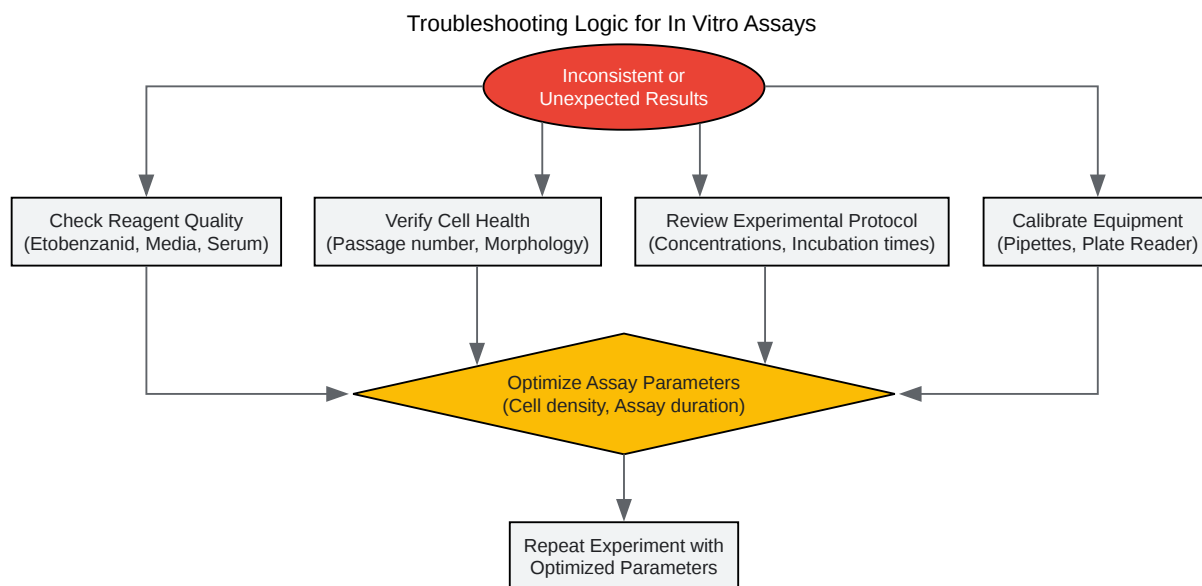 Troubleshooting Logic for In Vitro Assays
Inconsistent or
Unexpected Results
Check Reagent Quality
(Etobenzanid, Media, Serum)
Verify Cell Health
(Passage number, Morphology)
Review Experimental Protocol
(Concentrations, Incubation times)
Calibrate Equipment
(Pipettes, Plate Reader)
Optimize Assay Parameters
(Cell density, Assay duration)
Repeat Experiment with
Optimized Parameters